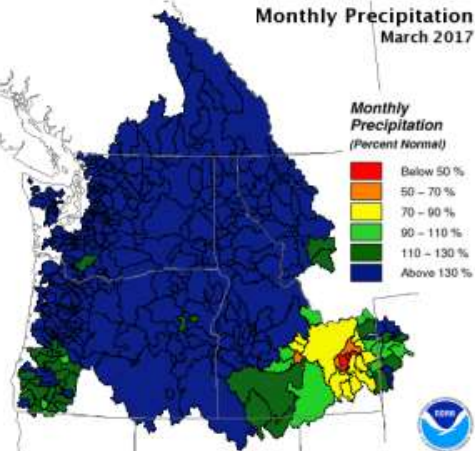 Monthly Precipitation
March 2017
Monthly
Precipitation
(Percent Normal)
Below 50 %
50 - 70 %
70 - 90 %
90 - 110 %
110 - 130 %
Above 130 %
NOAA